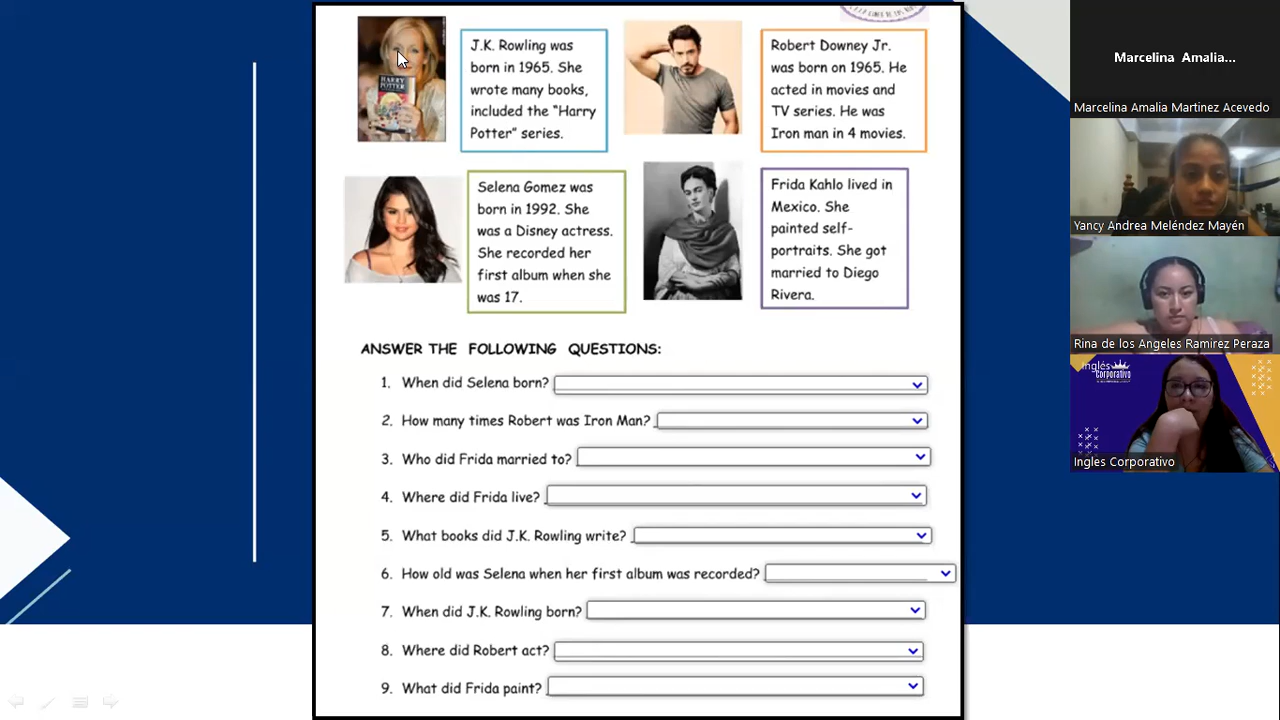 J.K. Rowling was
born in 1965. She
wrote many books,
included the "Harry
Potter" series.
Robert Downey Jr.
was born on 1965. He
acted in movies and
TV series. He was
Iron man in 4 movies.
Selena Gomez was
born in 1992. She
was a Disney actress.
She recorded her
first album when she
was 17.
Frida Kahlo lived in
Mexico. She
painted self-
portraits. She got
married to Diego
Rivera.
HARRY
POTTER
ANSWER THE FOLLOWING QUESTIONS:
1. When did Selena born?
2. How many times Robert was Iron Man?
3. Who did Frida married to?
4. Where did Frida live?
5. What books did J.K. Rowling write?
6. How old was Selena when her first album was recorded?
7. When did J.K. Rowling born?
8. Where did Robert act?
9. What did Frida paint?
Marcelina Amalia...
Marcelina Amalia Martinez Acevedo
Yancy Andrea Meléndez Mayén
Rina de los Angeles Ramirez Peraza
Inglés
corporativo
Ingles Corporativo